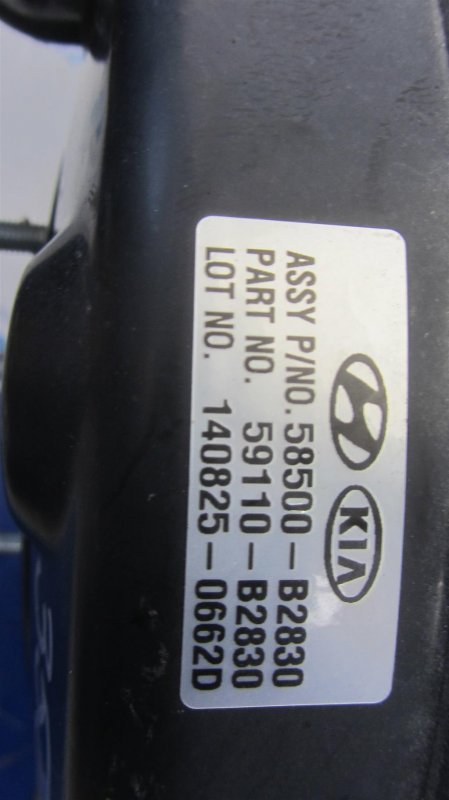 KIA
ASSY P/NO. 58500-B2830
PART NO. 59110-B2830
LOT NO. 140825-0662D